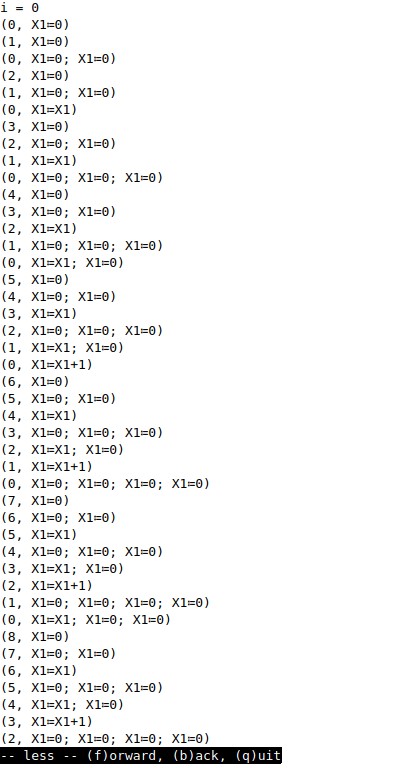 i = 0
(0, X1≔0)
(1, X1≔0)
(0, X1≔0; X1≔0)
(2, X1≔0)
(1, X1≔0; X1≔0)
(0, X1≔X1)
(3, X1≔0)
(2, X1≔0; X1≔0)
(1, X1≔X1)
(0, X1≔0; X1≔0; X1≔0)
(4, X1≔0)
(3, X1≔0; X1≔0)
(2, X1≔X1)
(1, X1≔0; X1≔0; X1≔0)
(0, X1≔X1; X1≔0)
(5, X1≔0)
(4, X1≔0; X1≔0)
(3, X1≔X1)
(2, X1≔0; X1≔0; X1≔0)
(1, X1≔X1; X1≔0)
(0, X1≔X1+1)
(6, X1≔0)
(5, X1≔0; X1≔0)
(4, X1≔X1)
(3, X1≔0; X1≔0; X1≔0)
(2, X1≔X1; X1≔0)
(1, X1≔X1+1)
(0, X1≔0; X1≔0; X1≔0; X1≔0)
(7, X1≔0)
(6, X1≔0; X1≔0)
(5, X1≔X1)
(4, X1≔0; X1≔0; X1≔0)
(3, X1≔X1; X1≔0)
(2, X1≔X1+1)
(1, X1≔0; X1≔0; X1≔0; X1≔0)
(0, X1≔X1; X1≔0; X1≔0)
(8, X1≔0)
(7, X1≔0; X1≔0)
(6, X1≔X1)
(5, X1≔0; X1≔0; X1≔0)
(4, X1≔X1; X1≔0)
(3, X1≔X1+1)
(2, X1≔0; X1≔0; X1≔0; X1≔0)
-- less -- (f)orward, (b)ack, (q)uit